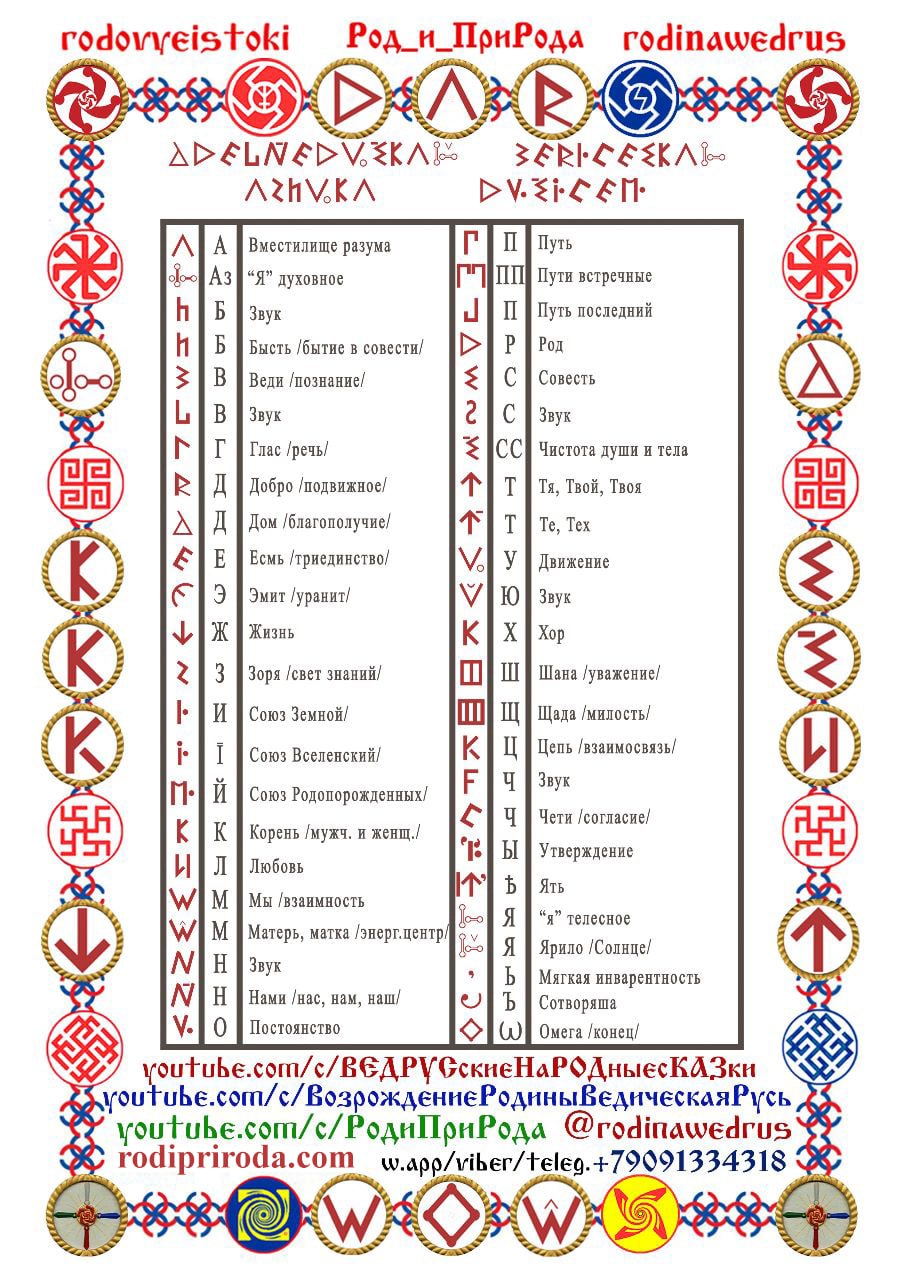 rodovyeistoki Род_и_ПриРода rodinawedrus
А Вместилище разума
Аз “Я” духовное
Б Звук
Б Бысть /бытие в совести/
В Веди /познание/
В Звук
Г Глас /речь/
Д Добро /подвижное/
Д Дом /благополучие/
Е Есмь /триединство/
Э Эмит /уранит/
Ж Жизнь
З Зоря /свет знаний/
И Союз Земной/
Ї Союз Вселенский/
Й Союз Родопорожденных/
К Корень /мужч. и женщ./
Л Любовь
М Мы /взаимность
М Матерь, матка /энерг.центр/
Н Звук
Н Нами /нас, нам, наш/
О Постоянство
П Путь
ПП Пути встречные
П Путь последний
Р Род
С Совесть
С Звук
СС Чистота души и тела
Т Тя, Твой, Твоя
Т Те, Тех
У Движение
Ю Звук
Х Хор
Ш Шана /уважение/
Щ Щада /милость/
Ц Цепь /взаимосвязь/
Ч Звук
Ч Чети /согласие/
Ы Утверждение
Ѣ Ять
Я “я” телесное
Я Ярило /Солнце/
Ь Мягкая инварентность
Ъ Сотворяша
Ѡ Омега /конец/
youtube.com/c/ВЕДРУСскиеНаРОДныесКАЗки
youtube.com/c/ВозрождениеРодиныВедическаяРусь
youtube.com/c/РодиПриРода @rodinawedrus
rodipriroda.com w.app/viber/teleg.+79091334318